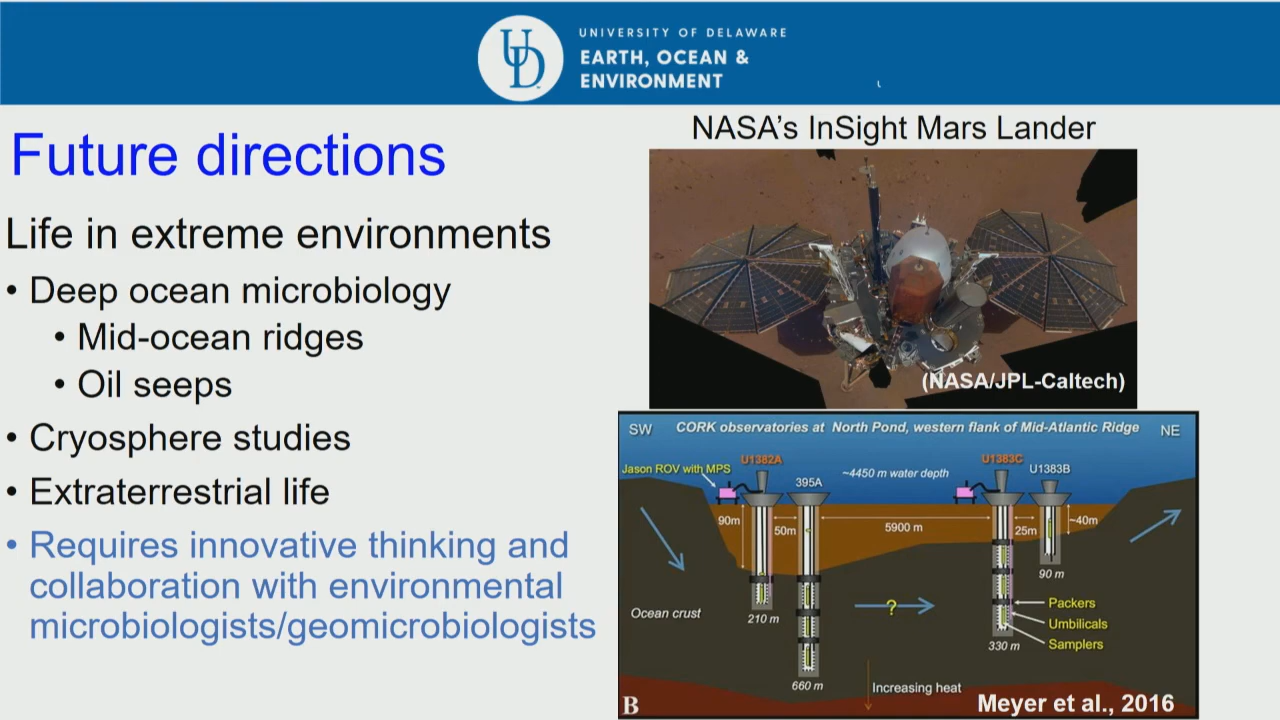 UNIVERSITY OF DELAWARE
EARTH, OCEAN &
ENVIRONMENT
Future directions
Life in extreme environments
• Deep ocean microbiology
• Mid-ocean ridges
• Oil seeps
• Cryosphere studies
• Extraterrestrial life
• Requires innovative thinking and
collaboration with environmental
microbiologists/geomicrobiologists
NASA's InSight Mars Lander
(NASA/JPL-Caltech)
SW
CORK observatories at North Pond, western flank of Mid-Atlantic Ridge
NE
Jason ROV with MPS
U1382A
395A
~4450 m water depth
U1383C
U1383B
90m
50m
5900 m
25m
~40m
90 m
Ocean crust
210 m
?
Packers
Umbilicals
Samplers
330 m
660 m
Increasing heat
B
Meyer et al., 2016